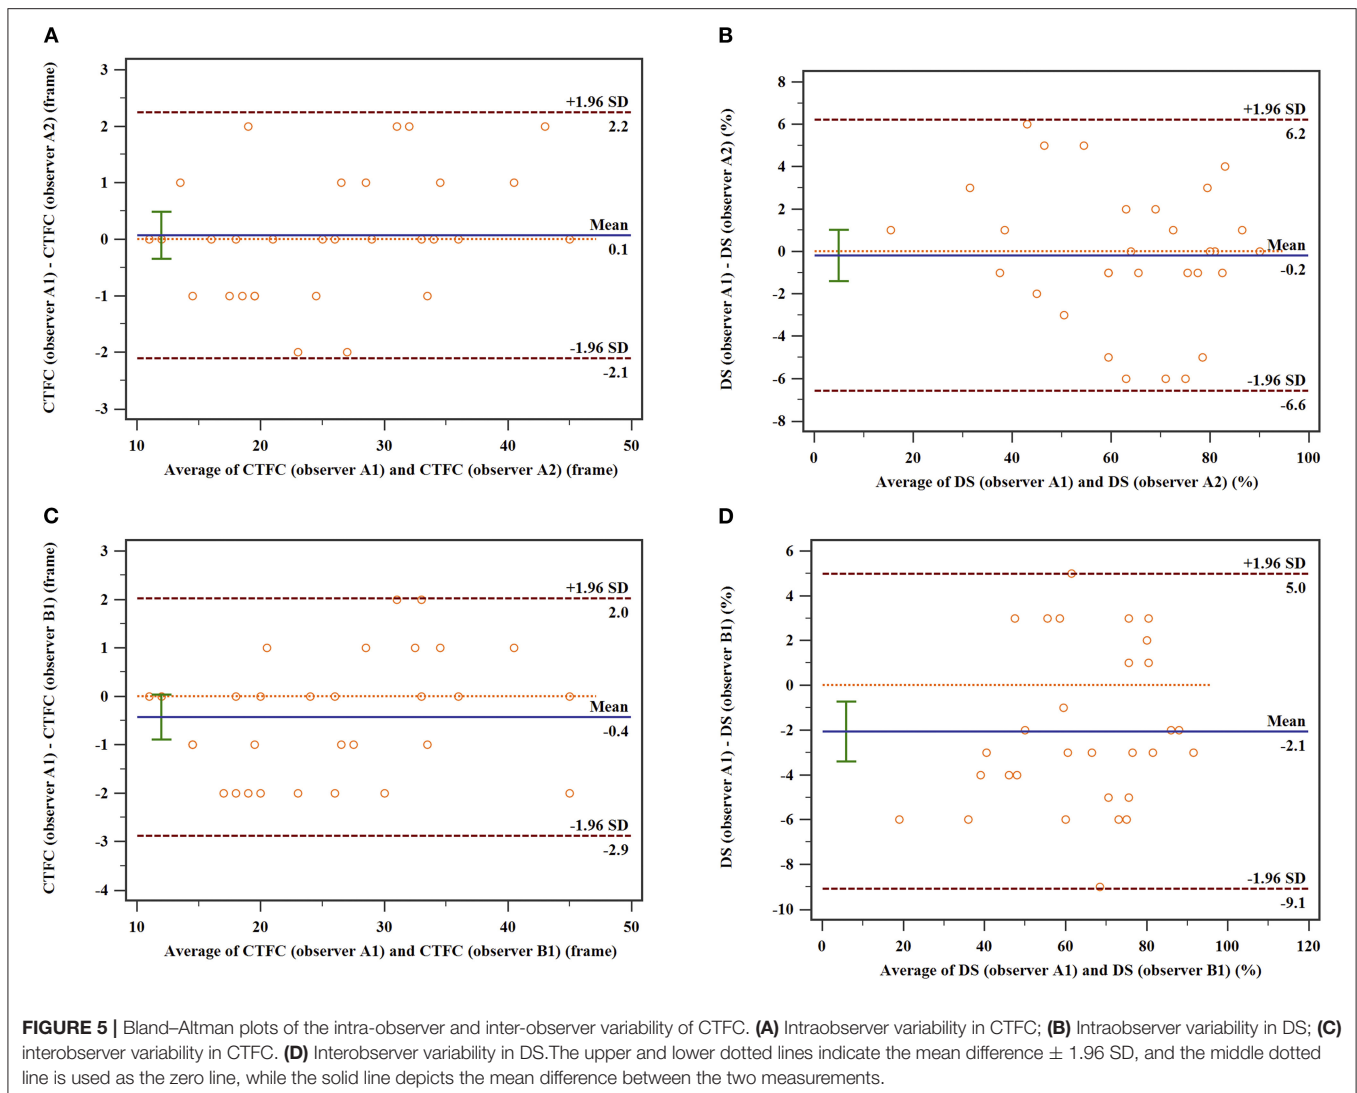 A
CTFC (observer A1) - CTFC (observer A2) (frame)
3
2
1
0
-1
-2
-3
+1.96 SD
2.2
Mean
0.1
-1.96 SD
-2.1
10 20 30 40 50
Average of CTFC (observer A1) and CTFC (observer A2) (frame)
B
DS (observer A1) - DS (observer A2) (%)
8
6
4
2
0
-2
-4
-6
-8
+1.96 SD
6.2
Mean
-0.2
-1.96 SD
-6.6
0 20 40 60 80 100
Average of DS (observer A1) and DS (observer A2) (%)
C
CTFC (observer A1) - CTFC (observer B1) (frame)
3
2
1
0
-1
-2
-3
-4
+1.96 SD
2.0
Mean
-0.4
-1.96 SD
-2.9
10 20 30 40 50
Average of CTFC (observer A1) and CTFC (observer B1) (frame)
D
DS (observer A1) - DS (observer B1) (%)
6
4
2
0
-2
-4
-6
-8
-10
+1.96 SD
5.0
Mean
-2.1
-1.96 SD
-9.1
0 20 40 60 80 100 120
Average of DS (observer A1) and DS (observer B1) (%)
FIGURE 5 | Bland–Altman plots of the intra-observer and inter-observer variability of CTFC. (A) Intraobserver variability in CTFC; (B) Intraobserver variability in DS; (C)
interobserver variability in CTFC. (D) Interobserver variability in DS.The upper and lower dotted lines indicate the mean difference ± 1.96 SD, and the middle dotted
line is used as the zero line, while the solid line depicts the mean difference between the two measurements.